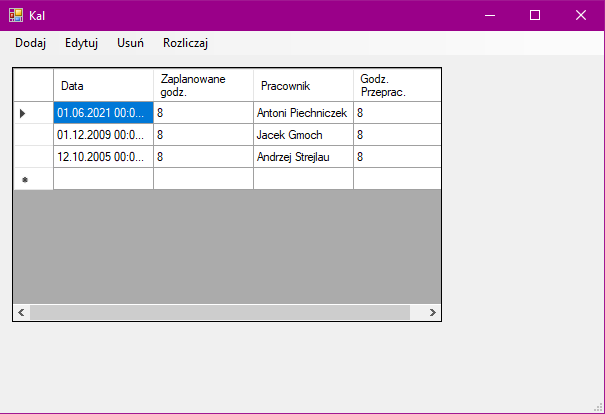 Kal
Dodaj Edytuj Usuń Rozliczaj
Data Zaplanowane godz. Pracownik Godz. Przeprac.
01.06.2021 00:0... 8 Antoni Piechniczek 8
01.12.2009 00:0... 8 Jacek Gmoch 8
12.10.2005 00:0... 8 Andrzej Strejlau 8